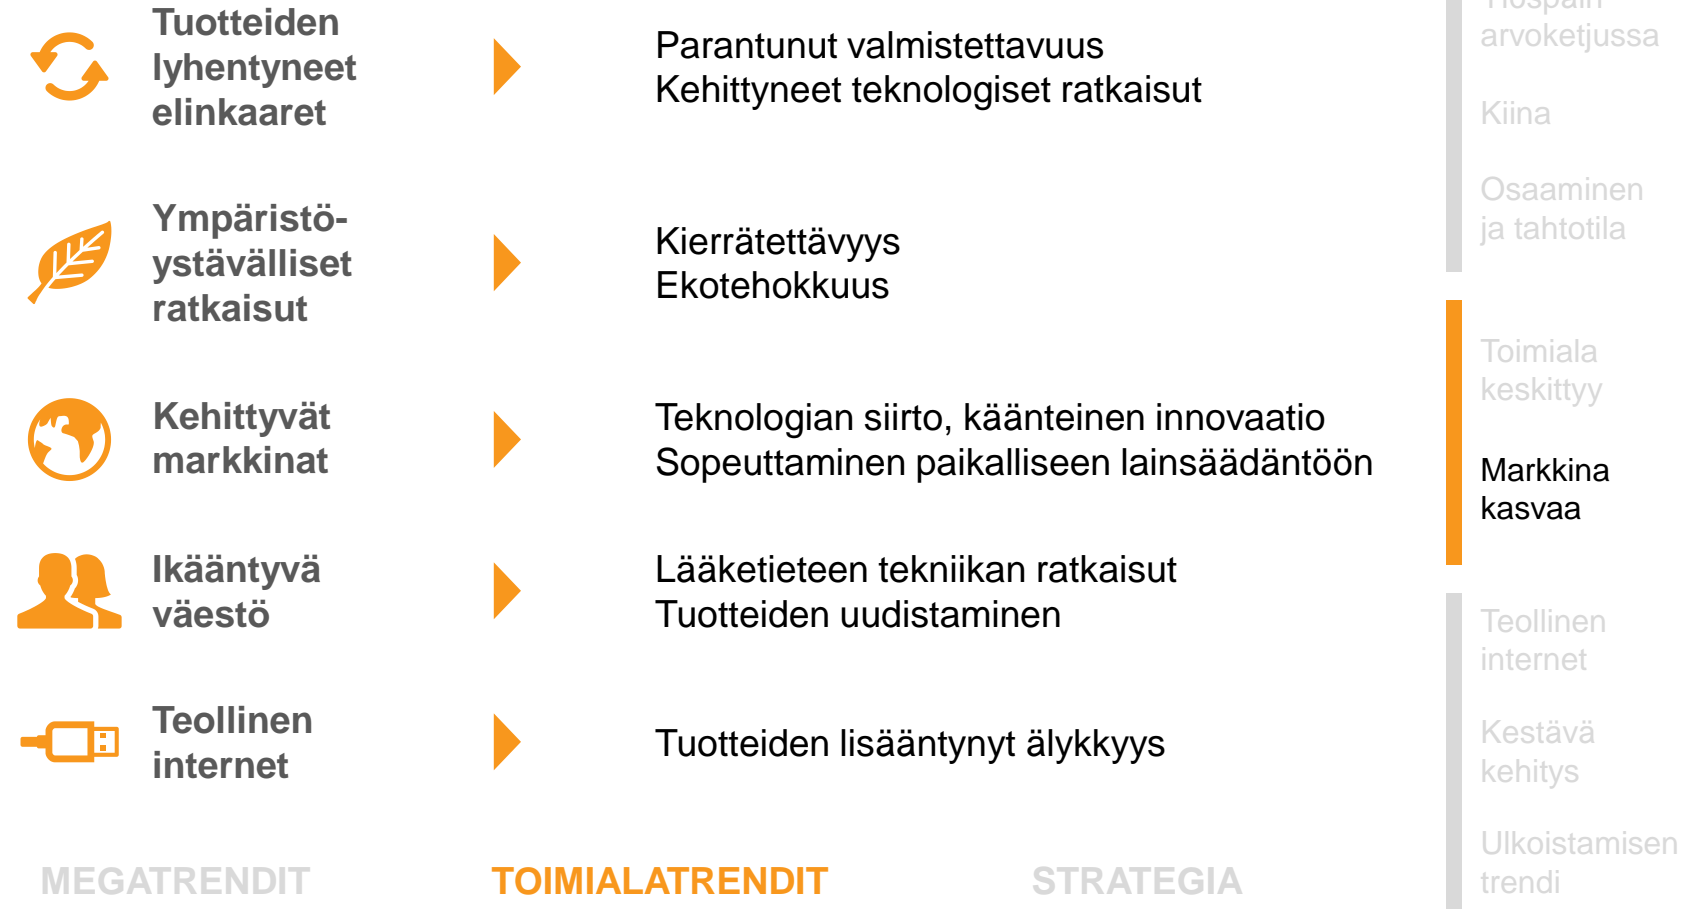 Tuotteiden
lyhentyneet
elinkaaret
Parantunut valmistettavuus
Kehittyneet teknologiset ratkaisut
Ympäristö-
ystävälliset
ratkaisut
Kierrätettävyys
Ekotehokkuus
Kehittyvät
markkinat
Teknologian siirto, käänteinen innovaatio
Sopeuttaminen paikalliseen lainsäädäntöön
Ikääntyvä
väestö
Lääketieteen tekniikan ratkaisut
Tuotteiden uudistaminen
Teollinen
internet
Tuotteiden lisääntynyt älykkyys
MEGATRENDIT
TOIMIALATRENDIT
STRATEGIA
arvoketjussa
Kiina
Osaaminen
ja tahtotila
Toimiala
keskittyy
Markkina
kasvaa
Teollinen
internet
Kestävä
kehitys
Ulkoistamisen
trendi